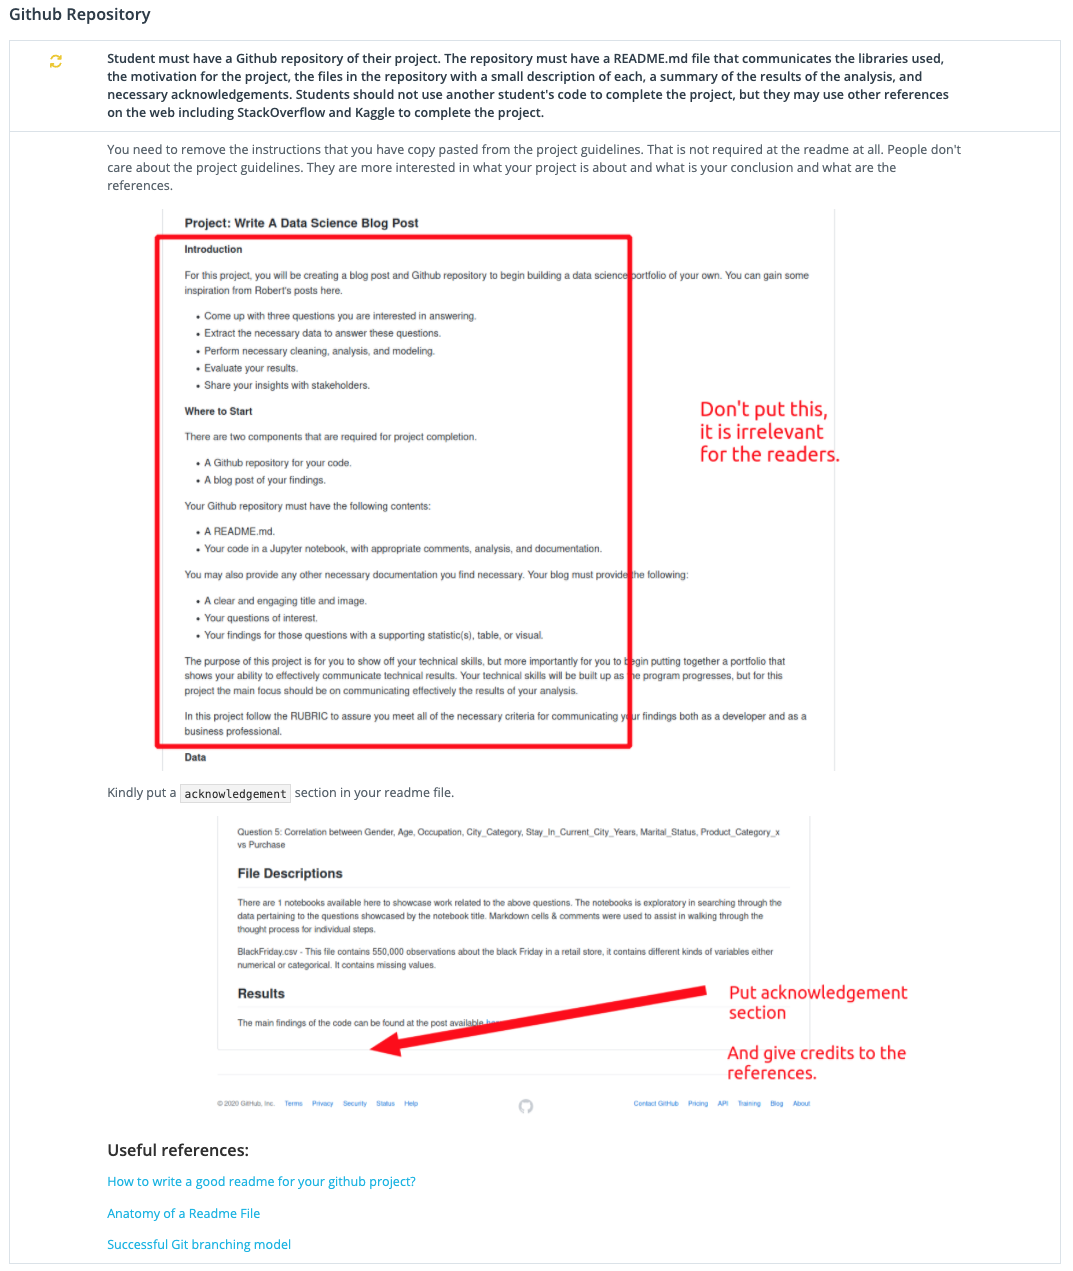 Github Repository
Student must have a Github repository of their project. The repository must have a README.md file that communicates the libraries used,
the motivation for the project, the files in the repository with a small description of each, a summary of the results of the analysis, and
necessary acknowledgements. Students should not use another student's code to complete the project, but they may use other references
on the web including StackOverflow and Kaggle to complete the project.
You need to remove the instructions that you have copy pasted from the project guidelines. That is not required at the readme at all. People don't
care about the project guidelines. They are more interested in what your project is about and what is your conclusion and what are the
references.
Project: Write A Data Science Blog Post
Introduction
For this project, you will be creating a blog post and Github repository to begin building a data science portfolio of your own. You can gain some
inspiration from Robert's posts here.
• Come up with three questions you are interested in answering.
• Extract the necessary data to answer these questions.
• Perform necessary cleaning, analysis, and modeling.
• Evaluate your results.
• Share your insights with stakeholders.
Where to Start
There are two components that are required for project completion.
• A Github repository for your code.
• A blog post of your findings.
Your Github repository must have the following contents:
• A README.md.
• Your code in a Jupyter notebook, with appropriate comments, analysis, and documentation.
You may also provide any other necessary documentation you find necessary. Your blog must provide the following:
• A clear and engaging title and image.
• Your questions of interest.
• Your findings for those questions with a supporting statistic(s), table, or visual.
The purpose of this project is for you to show off your technical skills, but more importantly for you to begin putting together a portfolio that
shows your ability to effectively communicate technical results. Your technical skills will be built up as the program progresses, but for this
project the main focus should be on communicating effectively the results of your analysis.
In this project follow the RUBRIC to assure you meet all of the necessary criteria for communicating your findings both as a developer and as a
business professional.
Data
Don't put this,
it is irrelevant
for the readers.
Kindly put a acknowledgement section in your readme file.
Question 5: Correlation between Gender, Age, Occupation, City_Category, Stay_In_Current_City_Years, Marital_Status, Product_Category_x
vs Purchase
File Descriptions
There are 1 notebooks available here to showcase work related to the above questions. The notebooks is exploratory in searching through the
data pertaining to the questions showcased by the notebook title. Markdown cells & comments were used to assist in walking through the
thought process for individual steps.
BlackFriday.csv - This file contains 550,000 observations about the black Friday in a retail store, it contains different kinds of variables either
numerical or categorical. It contains missing values.
Results
The main findings of the code can be found at the post available
Put acknowledgement
section
And give credits to the
references.
© 2020 GitHub, Inc. Terms Privacy Security Status Help Contact GitHub Pricing API Training Blog About
Useful references:
How to write a good readme for your github project?
Anatomy of a Readme File
Successful Git branching model